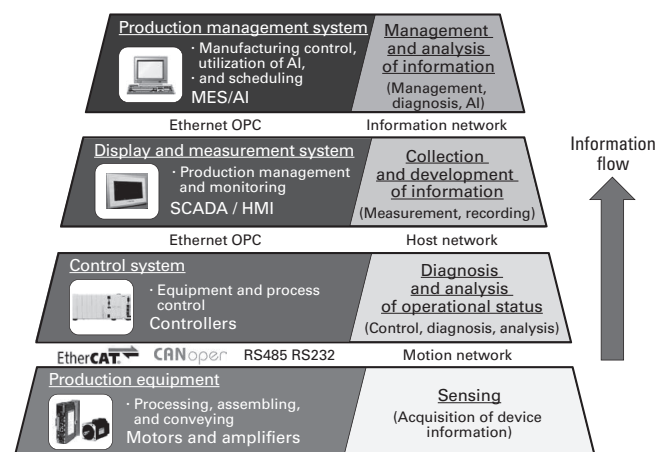 Production management system
· Manufacturing control,
utilization of AI,
· and scheduling
MES/AI
Management
and analysis
of information
(Management,
diagnosis, AI)
Ethernet OPC
Information network
Display and measurement system
· Production management
and monitoring
SCADA / HMI
Collection
and development
of information
(Measurement, recording)
Information
flow
Ethernet OPC
Host network
Control system
· Equipment and process
control
Controllers
Diagnosis
and analysis
of operational status
(Control, diagnosis, analysis)
EtherCAT
CANoper
RS485 RS232
Motion network
Production equipment
· Processing, assembling,
and conveying
Motors and amplifiers
Sensing
(Acquisition of device
information)